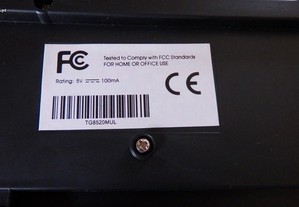 FC
Tested to Comply with FCC Standards
FOR HOME OR OFFICE USE
Rating: 5V ⎓ 100mA
CE
TG8520MUL